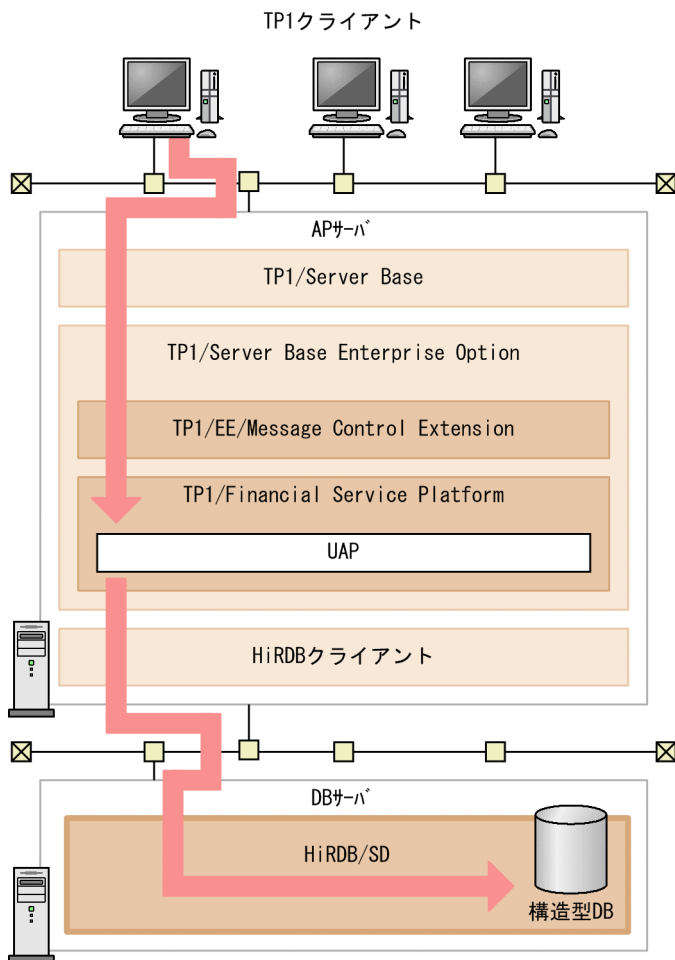 TP1クライアント
APサーバ
TP1/Server Base
TP1/Server Base Enterprise Option
TP1/EE/Message Control Extension
TP1/Financial Service Platform
UAP
HiRDBクライアント
DBサーバ
HiRDB/SD
構造型DB